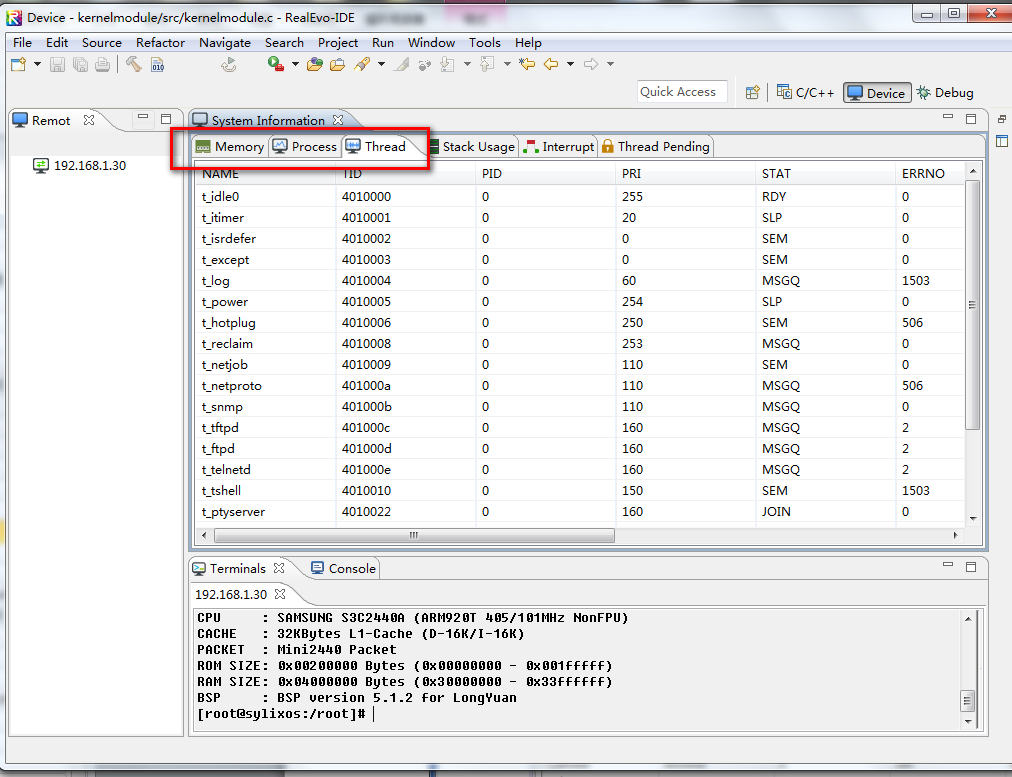 Device - kernelmodule/src/kernelmodule.c - RealEvo-IDE
File Edit Source Refactor Navigate Search Project Run Window Tools Help
Quick Access C/C++ Device Debug
Remot
192.168.1.30
System Information
Memory Process Thread Stack Usage Interrupt Thread Pending
NAME TID PID PRI STAT ERRNO
t_idle0 4010000 0 255 RDY 0
t_itimer 4010001 0 20 SLP 0
t_isrdefer 4010002 0 0 SEM 0
t_except 4010003 0 0 SEM 0
t_log 4010004 0 60 MSGQ 1503
t_power 4010005 0 254 SLP 0
t_hotplug 4010006 0 250 SEM 506
t_reclaim 4010008 0 253 MSGQ 0
t_netjob 4010009 0 110 SEM 0
t_netproto 401000a 0 110 MSGQ 506
t_snmp 401000b 0 110 MSGQ 0
t_tftpd 401000c 0 160 MSGQ 2
t_ftpd 401000d 0 160 MSGQ 2
t_telnetd 401000e 0 160 MSGQ 2
t_tshell 4010010 0 150 SEM 1503
t_ptyserver 4010022 0 160 JOIN 0
Terminals Console
192.168.1.30
CPU : SAMSUNG S3C2440A (ARM920T 405/101MHz NonFPU)
CACHE : 32KBytes L1-Cache (D-16K/I-16K)
PACKET : Mini2440 Packet
ROM SIZE: 0x00200000 Bytes (0x00000000 - 0x001fffff)
RAM SIZE: 0x04000000 Bytes (0x30000000 - 0x33ffffff)
BSP : BSP version 5.1.2 for LongYuan
[root@sylixos:/root]#